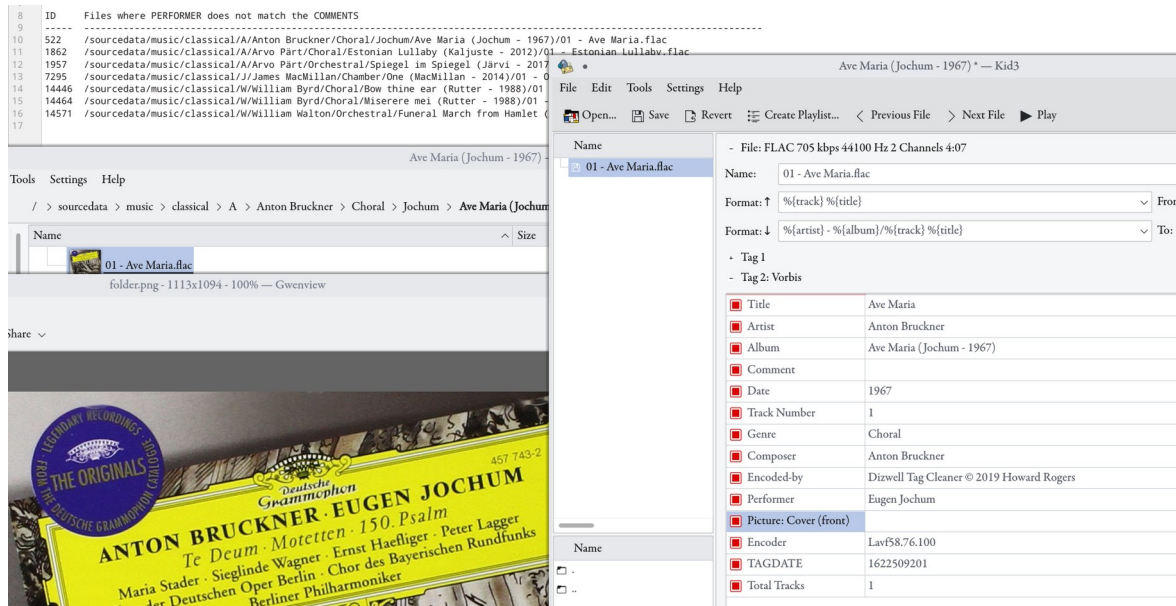 8 ID Files where PERFORMER does not match the COMMENTS
9 ----- ----------------------------------------------------------------------------------------------------
10 522 /sourcedata/music/classical/A/Anton Bruckner/Choral/Jochum/Ave Maria (Jochum - 1967)/01 - Ave Maria.flac
11 1862 /sourcedata/music/classical/A/Arvo Pärt/Choral/Estonian Lullaby (Kaljuste - 2012)/01 - Estonian Lullaby.flac
12 1957 /sourcedata/music/classical/A/Arvo Pärt/Orchestral/Spiegel im Spiegel (Järvi - 2017
13 7295 /sourcedata/music/classical/J/James MacMillan/Chamber/One (MacMillan - 2014)/01 - O
14 14446 /sourcedata/music/classical/W/William Byrd/Choral/Bow thine ear (Rutter - 1988)/01
15 14464 /sourcedata/music/classical/W/William Byrd/Choral/Miserere mei (Rutter - 1988)/01 -
16 14571 /sourcedata/music/classical/W/William Walton/Orchestral/Funeral March from Hamlet (
17
Ave Maria (Jochum - 1967) -
Tools Settings Help
/ > sourcedata > music > classical > A > Anton Bruckner > Choral > Jochum > Ave Maria (Jochum
Name Size
01 - Ave Maria.flac
folder.png - 1113x1094 - 100% — Gwenview
Share
LEGENDARY RECORDINGS
THE ORIGINALS
FROM THE DEUTSCHE GRAMMOPHON CATALOGUE
457 743-2
Deutsche
Grammophon
ANTON BRUCKNER · EUGEN JOCHUM
Te Deum · Motetten · 150. Psalm
Maria Stader · Sieglinde Wagner · Ernst Haefliger · Peter Lagger
der Deutschen Oper Berlin · Chor des Bayerischen Rundfunks
Berliner Philharmoniker
Ave Maria (Jochum - 1967) * — Kid3
File Edit Tools Settings Help
Open... Save Revert Create Playlist... < Previous File > Next File Play
Name
01 - Ave Maria.flac
Name
.
..
- File: FLAC 705 kbps 44100 Hz 2 Channels 4:07
Name: 01 - Ave Maria.flac
Format: ↑ %{track} %{title} From
Format: ↓ %{artist} - %{album}/%{track} %{title} To:
+ Tag 1
- Tag 2: Vorbis
Title Ave Maria
Artist Anton Bruckner
Album Ave Maria (Jochum - 1967)
Comment
Date 1967
Track Number 1
Genre Choral
Composer Anton Bruckner
Encoded-by Dizwell Tag Cleaner © 2019 Howard Rogers
Performer Eugen Jochum
Picture: Cover (front)
Encoder Lavf58.76.100
TAGDATE 1622509201
Total Tracks 1